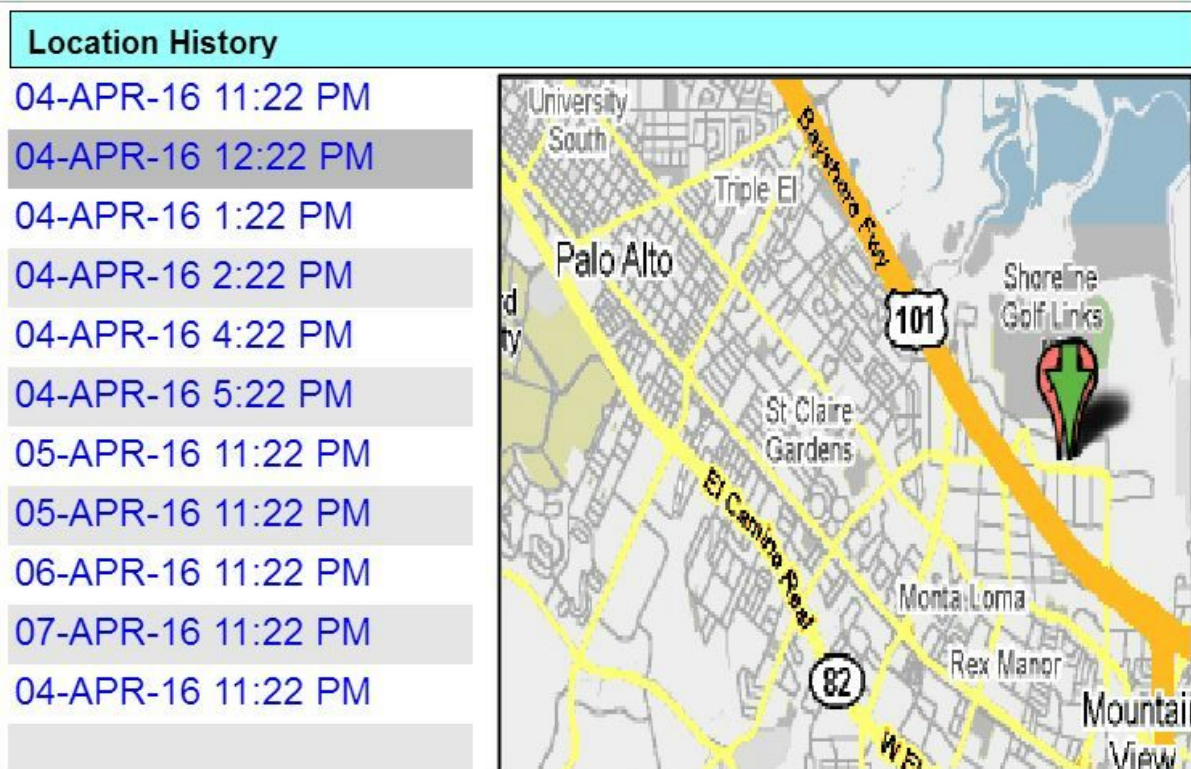 Location History
04-APR-16 11:22 PM
04-APR-16 12:22 PM
04-APR-16 1:22 PM
04-APR-16 2:22 PM
04-APR-16 4:22 PM
04-APR-16 5:22 PM
05-APR-16 11:22 PM
05-APR-16 11:22 PM
06-APR-16 11:22 PM
07-APR-16 11:22 PM
04-APR-16 11:22 PM
University
South
Bayshore Fwy
Triple El
Palo Alto
rd
ty
101
Shoreline
Golf Links
St Claire
Gardens
El Camino Real
Monta Loma
Rex Manor
82
Mountain
View
W El